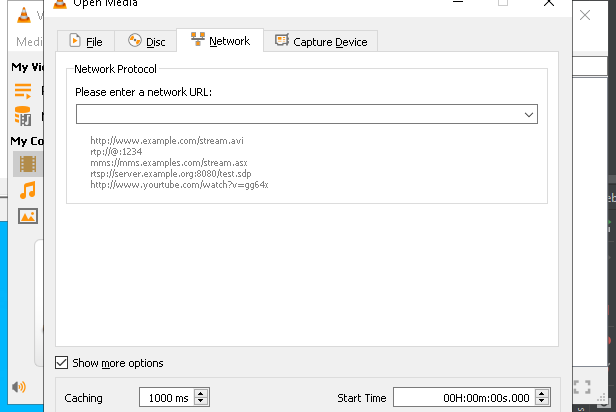 Open Media
Medi
File
Disc
Network
Capture Device
My Vi
Network Protocol
Please enter a network URL:
My Co
http://www.example.com/stream.avi
rtp://@:1234
mms://mms.examples.com/stream.asx
rtsp://server.example.org:8080/test.sdp
http://www.yourtube.com/watch?v=gg64x
Show more options
Caching
1000 ms
Start Time
00H:00m:00s.000